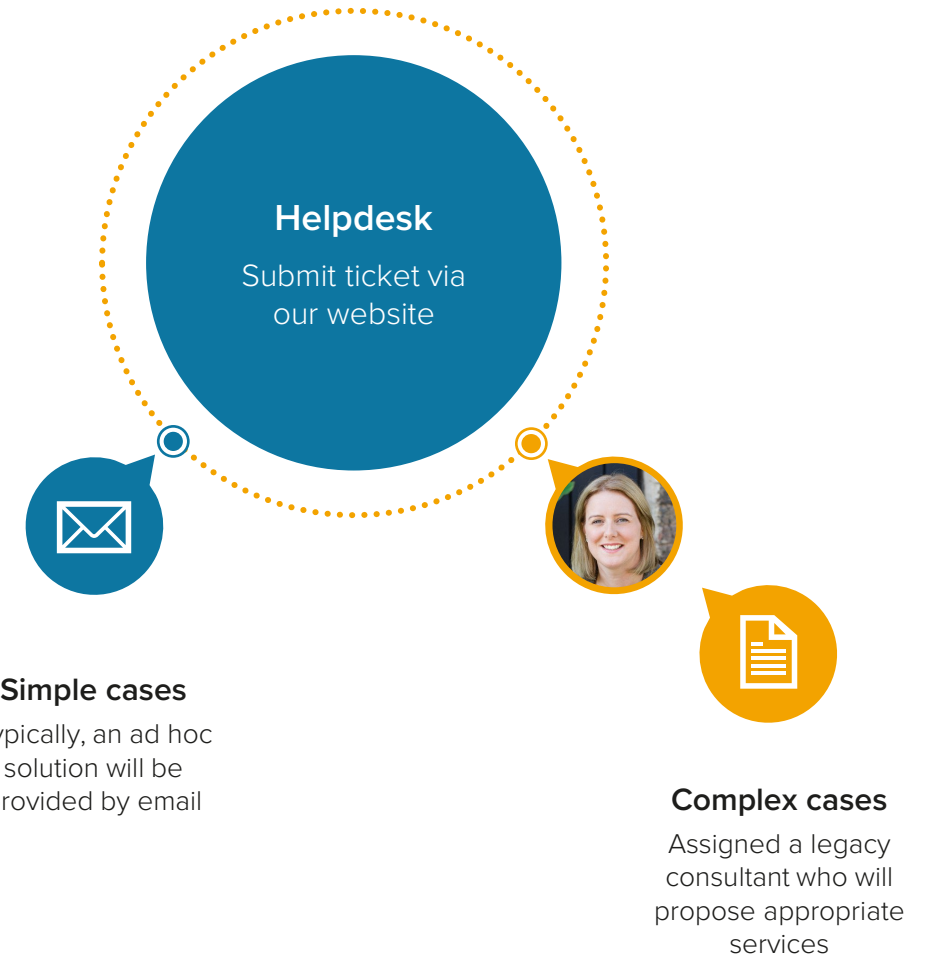 Helpdesk
Submit ticket via
our website
Simple cases
ypically, an ad hoc
solution will be
rovided by email
Complex cases
Assigned a legacy
consultant who will
propose appropriate
services